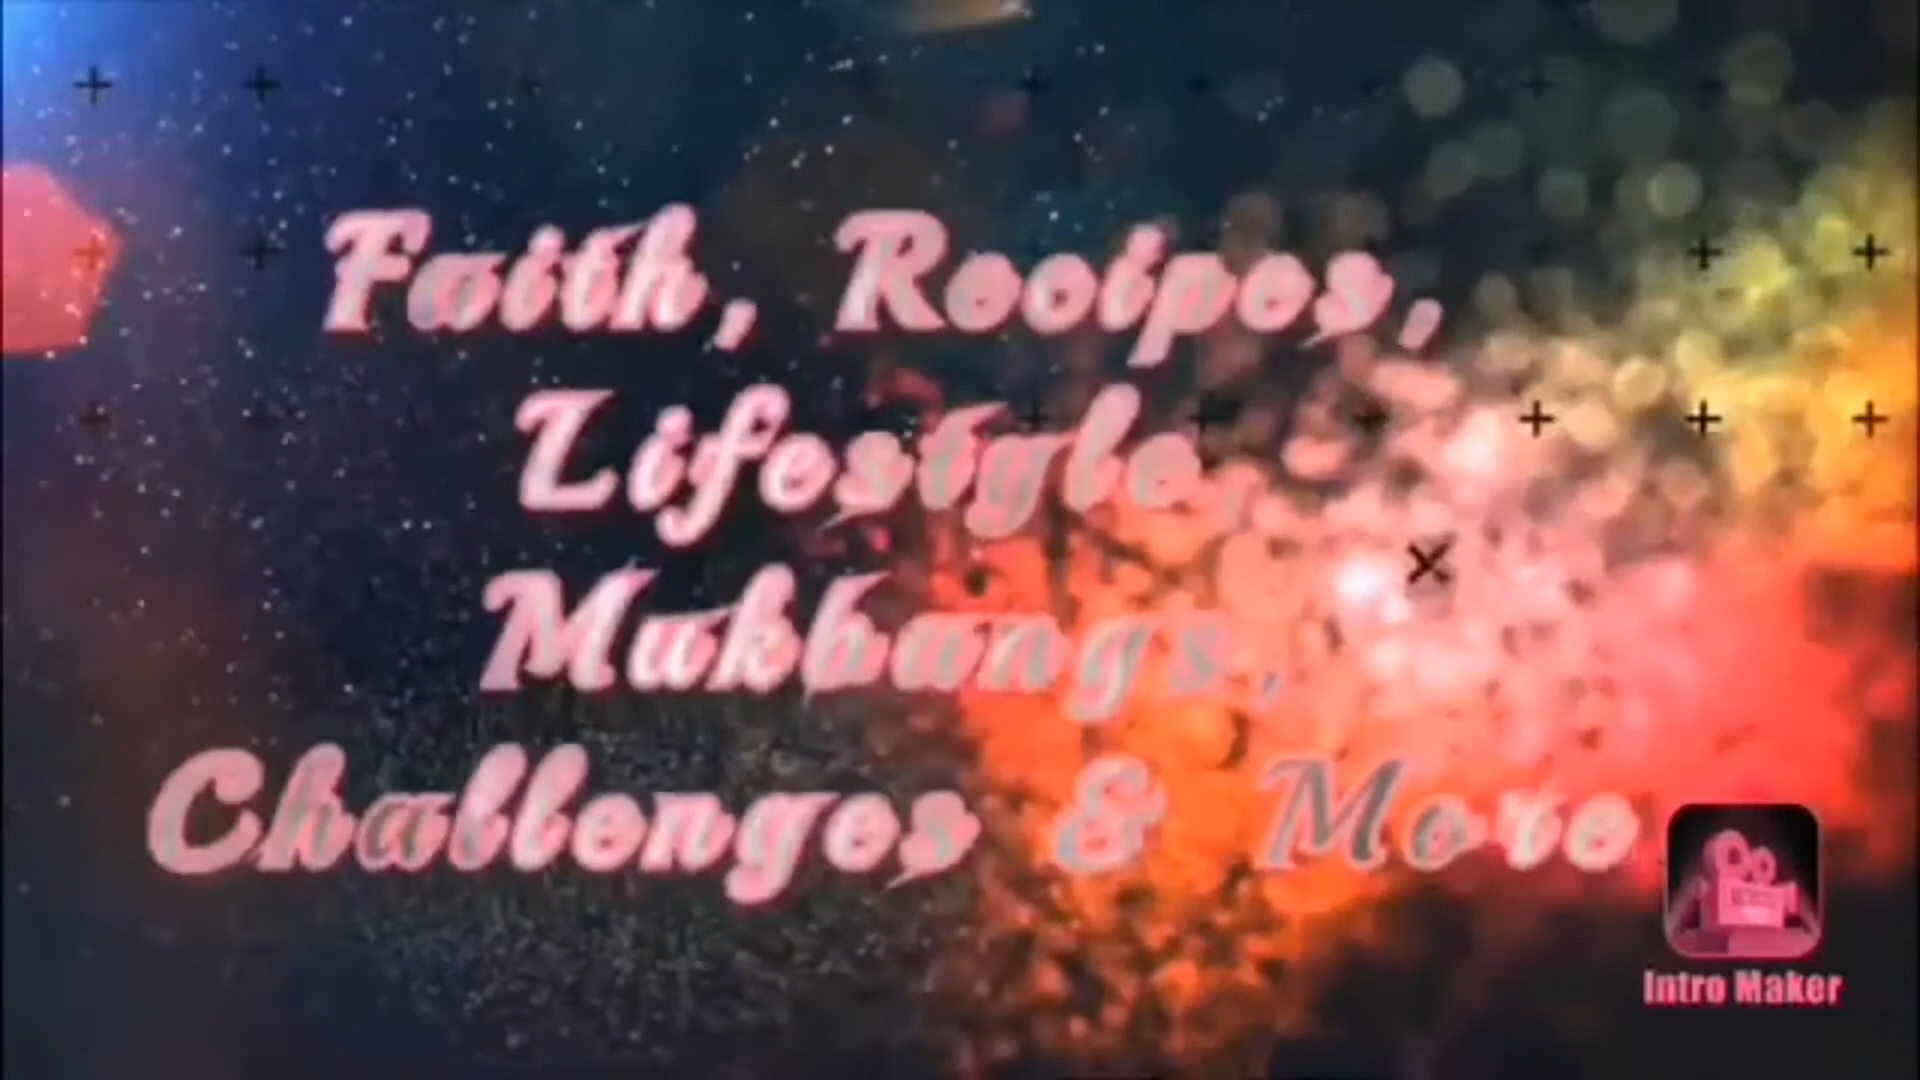 Faith, Recipes,
Lifestyle,
Mukbangs,
Challenges & More
Intro Maker